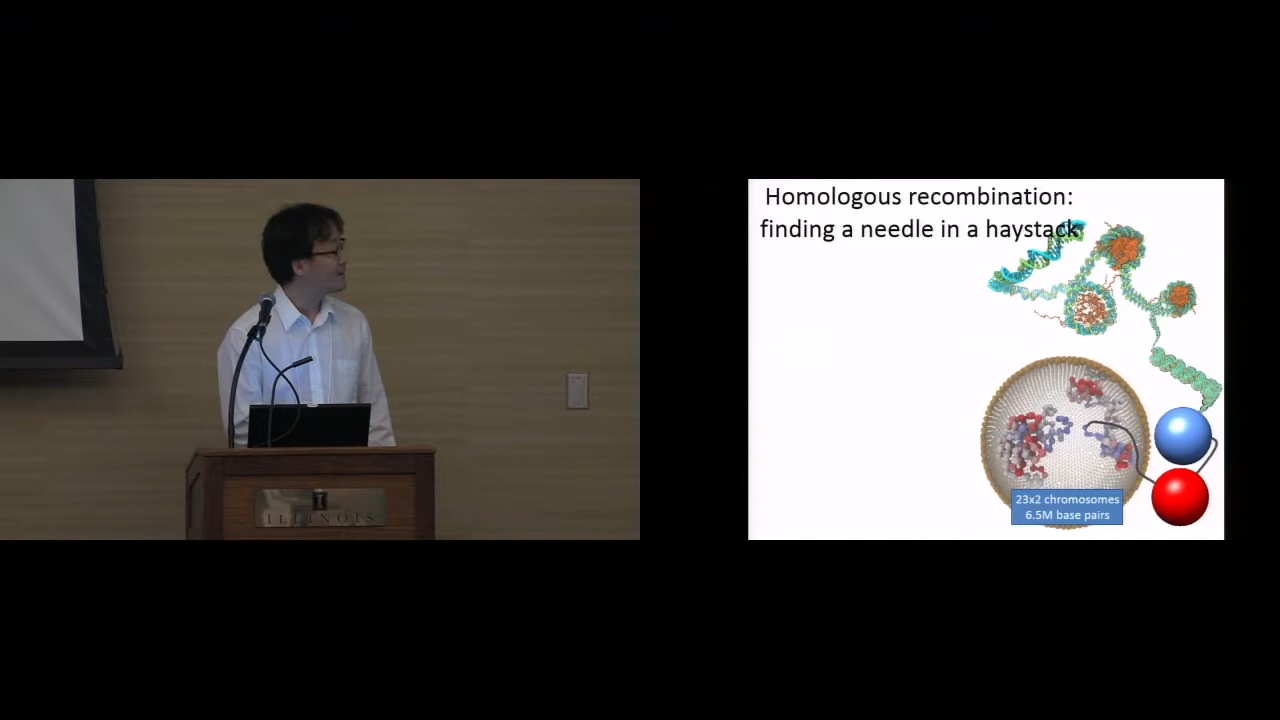 Homologous recombination:
finding a needle in a haystack
23x2 chromosomes
6.5M base pairs
I
ILLINOIS